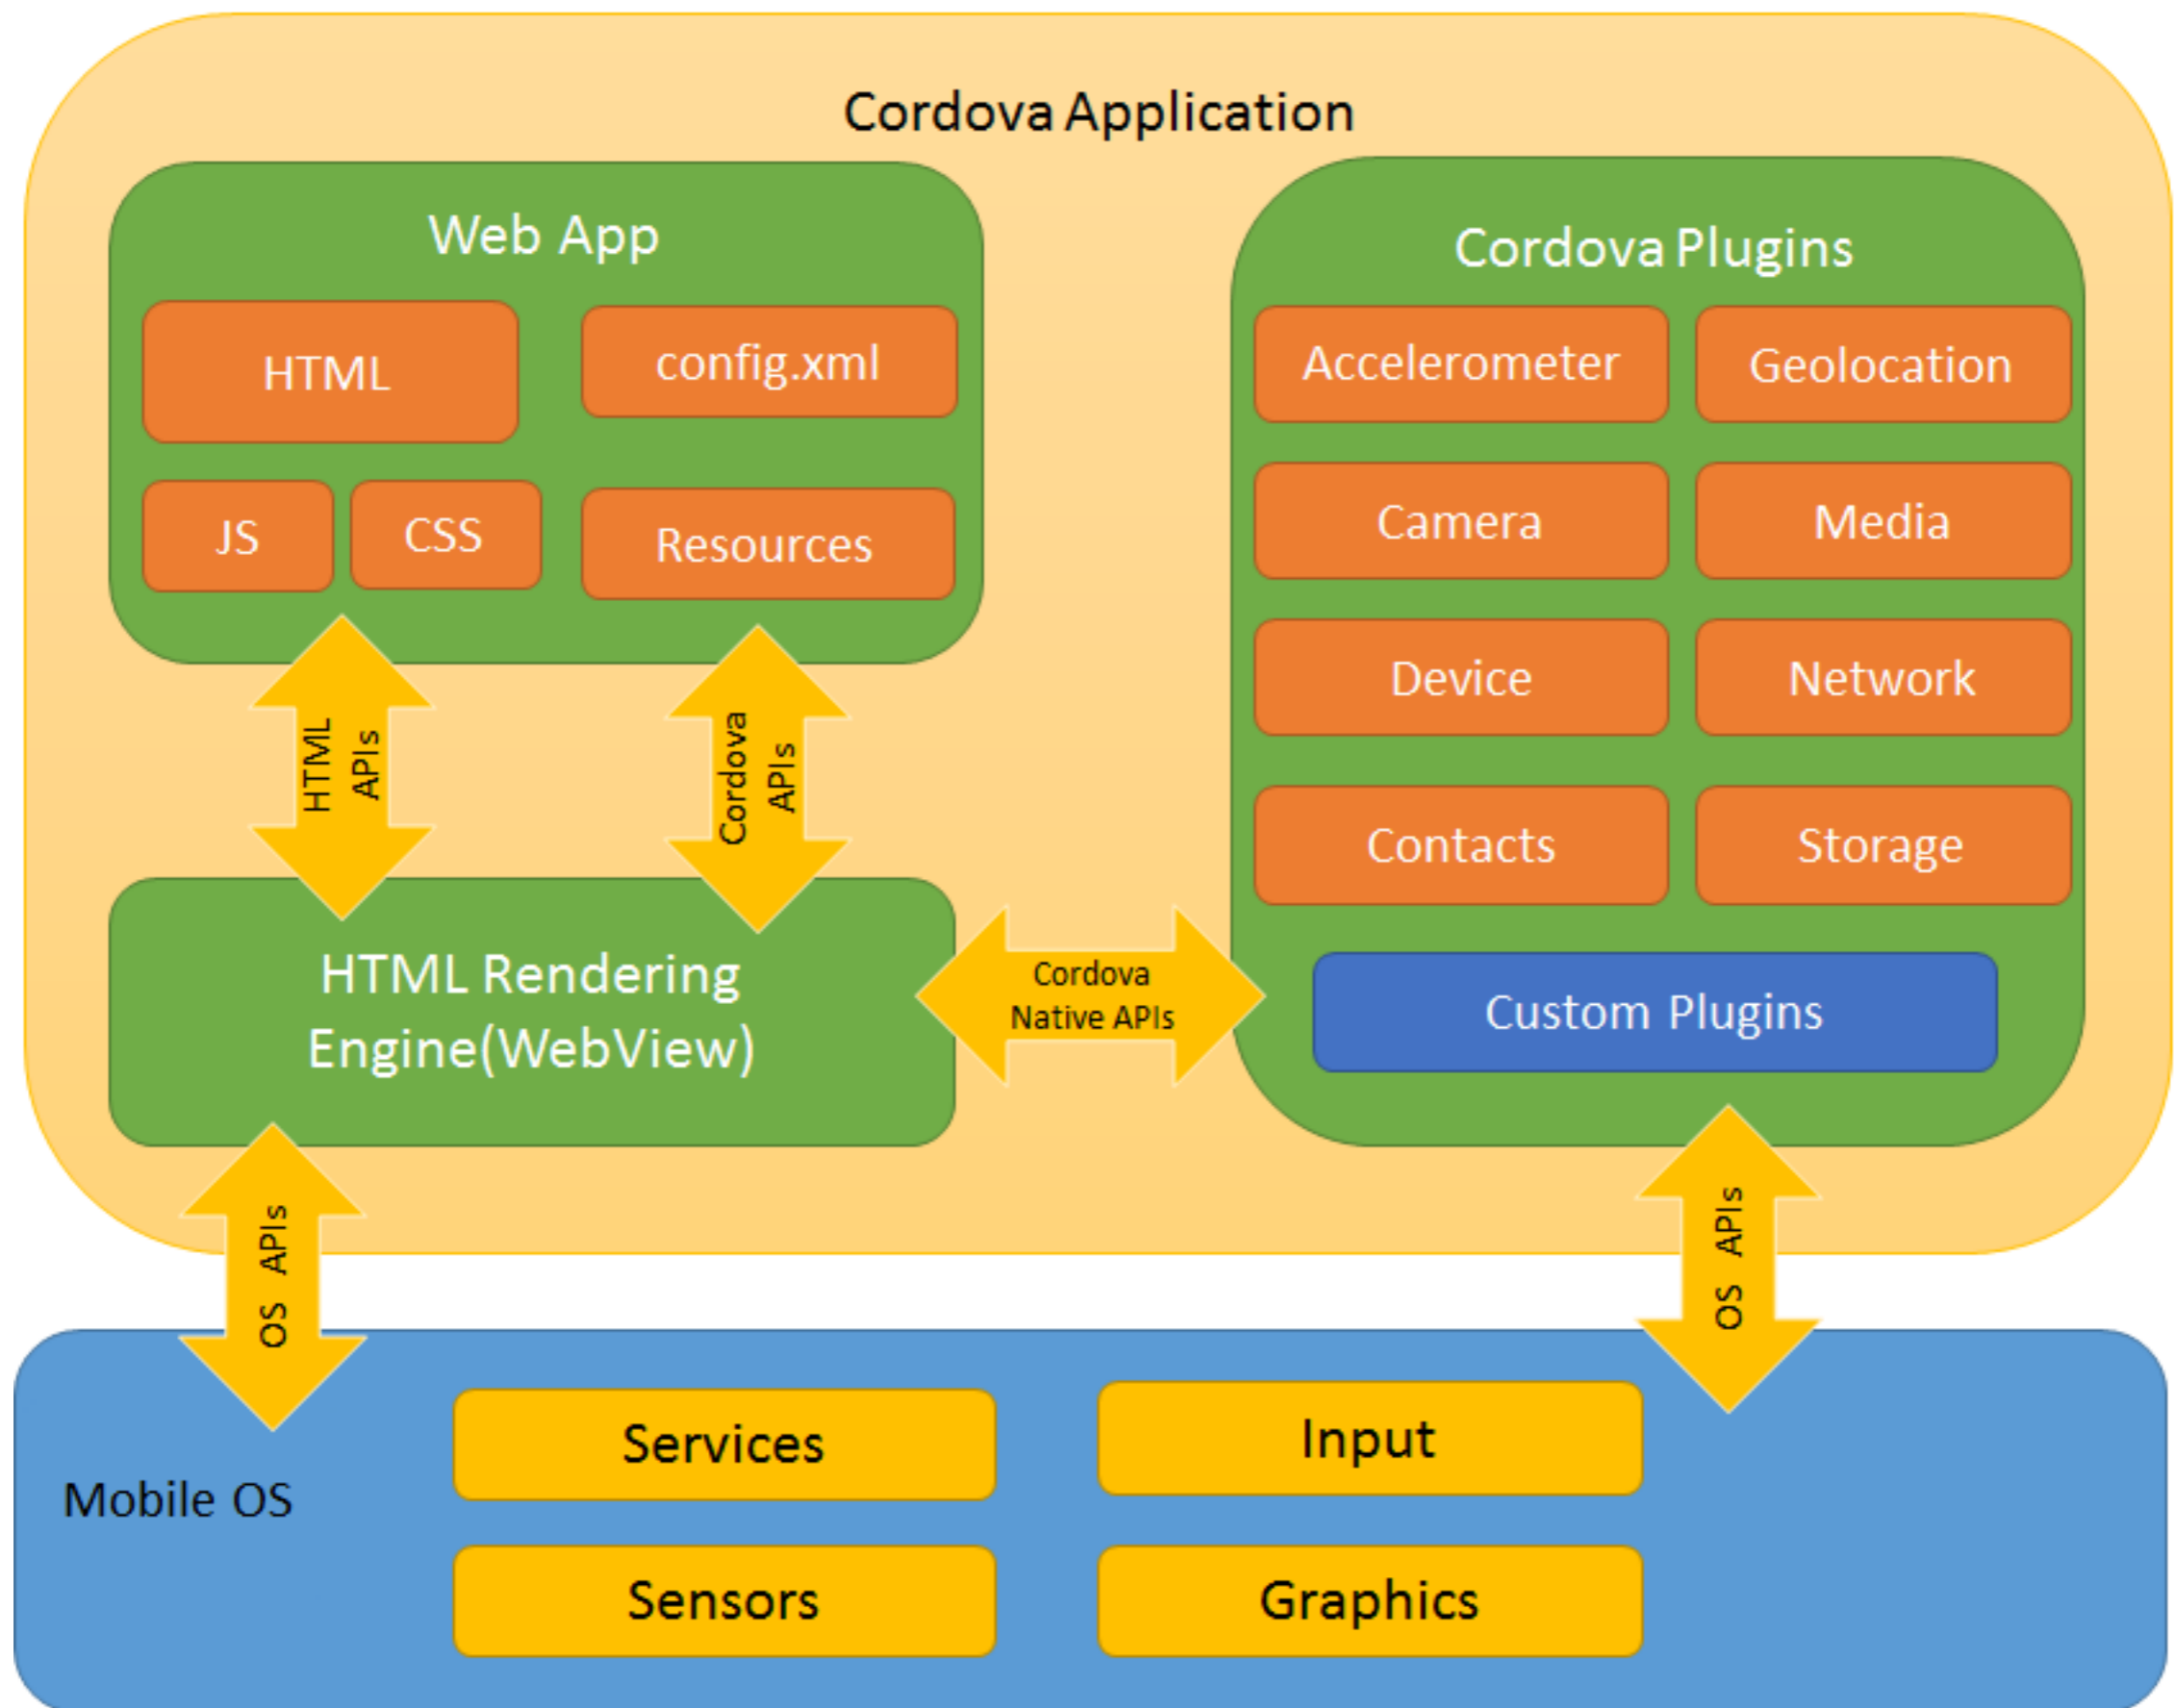 Cordova Application
Web App
HTML
config.xml
JS
CSS
Resources
HTML
APIs
Cordova
APIs
HTML Rendering
Engine(WebView)
Cordova
Native APIs
Cordova Plugins
Accelerometer
Geolocation
Camera
Media
Device
Network
Contacts
Storage
Custom Plugins
OS APIs
OS APIs
Mobile OS
Services
Input
Sensors
Graphics